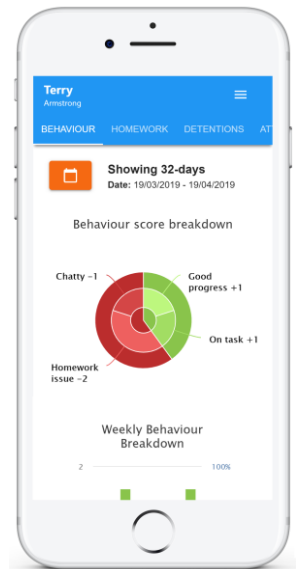 Terry
Armstrong
BEHAVIOUR HOMEWORK DETENTIONS AT
Showing 32-days
Date: 19/03/2019 - 19/04/2019
Behaviour score breakdown
Chatty −1
Good
progress +1
On task +1
Homework
issue −2
Weekly Behaviour
Breakdown
2 100%